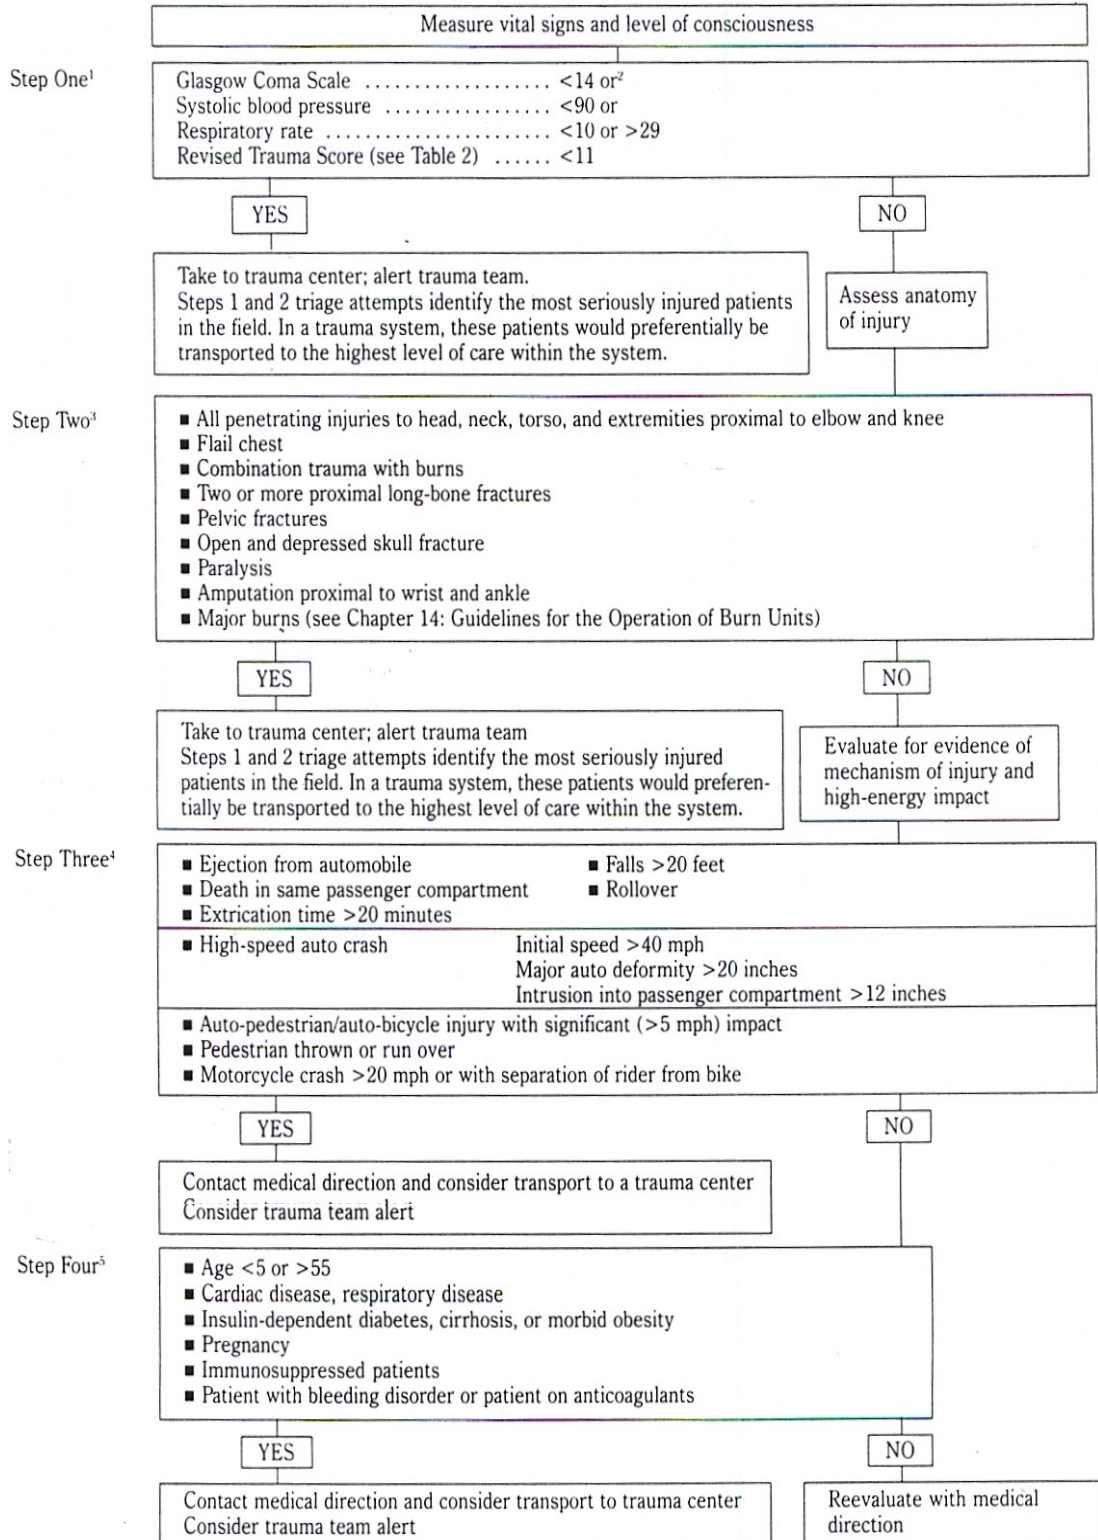 Measure vital signs and level of consciousness
Step One¹
Glasgow Coma Scale ................... <14 or²
Systolic blood pressure ................. <90 or
Respiratory rate ....................... <10 or >29
Revised Trauma Score (see Table 2) ...... <11
YES
NO
Take to trauma center; alert trauma team.
Steps 1 and 2 triage attempts identify the most seriously injured patients
in the field. In a trauma system, these patients would preferentially be
transported to the highest level of care within the system.
Assess anatomy
of injury
Step Two³
■ All penetrating injuries to head, neck, torso, and extremities proximal to elbow and knee
■ Flail chest
■ Combination trauma with burns
■ Two or more proximal long-bone fractures
■ Pelvic fractures
■ Open and depressed skull fracture
■ Paralysis
■ Amputation proximal to wrist and ankle
■ Major burns (see Chapter 14: Guidelines for the Operation of Burn Units)
YES
NO
Take to trauma center; alert trauma team
Steps 1 and 2 triage attempts identify the most seriously injured
patients in the field. In a trauma system, these patients would preferen-
tially be transported to the highest level of care within the system.
Evaluate for evidence of
mechanism of injury and
high-energy impact
Step Three⁴
■ Ejection from automobile ■ Falls >20 feet
■ Death in same passenger compartment ■ Rollover
■ Extrication time >20 minutes
■ High-speed auto crash Initial speed >40 mph
Major auto deformity >20 inches
Intrusion into passenger compartment >12 inches
■ Auto-pedestrian/auto-bicycle injury with significant (>5 mph) impact
■ Pedestrian thrown or run over
■ Motorcycle crash >20 mph or with separation of rider from bike
YES
NO
Contact medical direction and consider transport to a trauma center
Consider trauma team alert
Step Four⁵
■ Age <5 or >55
■ Cardiac disease, respiratory disease
■ Insulin-dependent diabetes, cirrhosis, or morbid obesity
■ Pregnancy
■ Immunosuppressed patients
■ Patient with bleeding disorder or patient on anticoagulants
YES
NO
Contact medical direction and consider transport to trauma center
Consider trauma team alert
Reevaluate with medical
direction